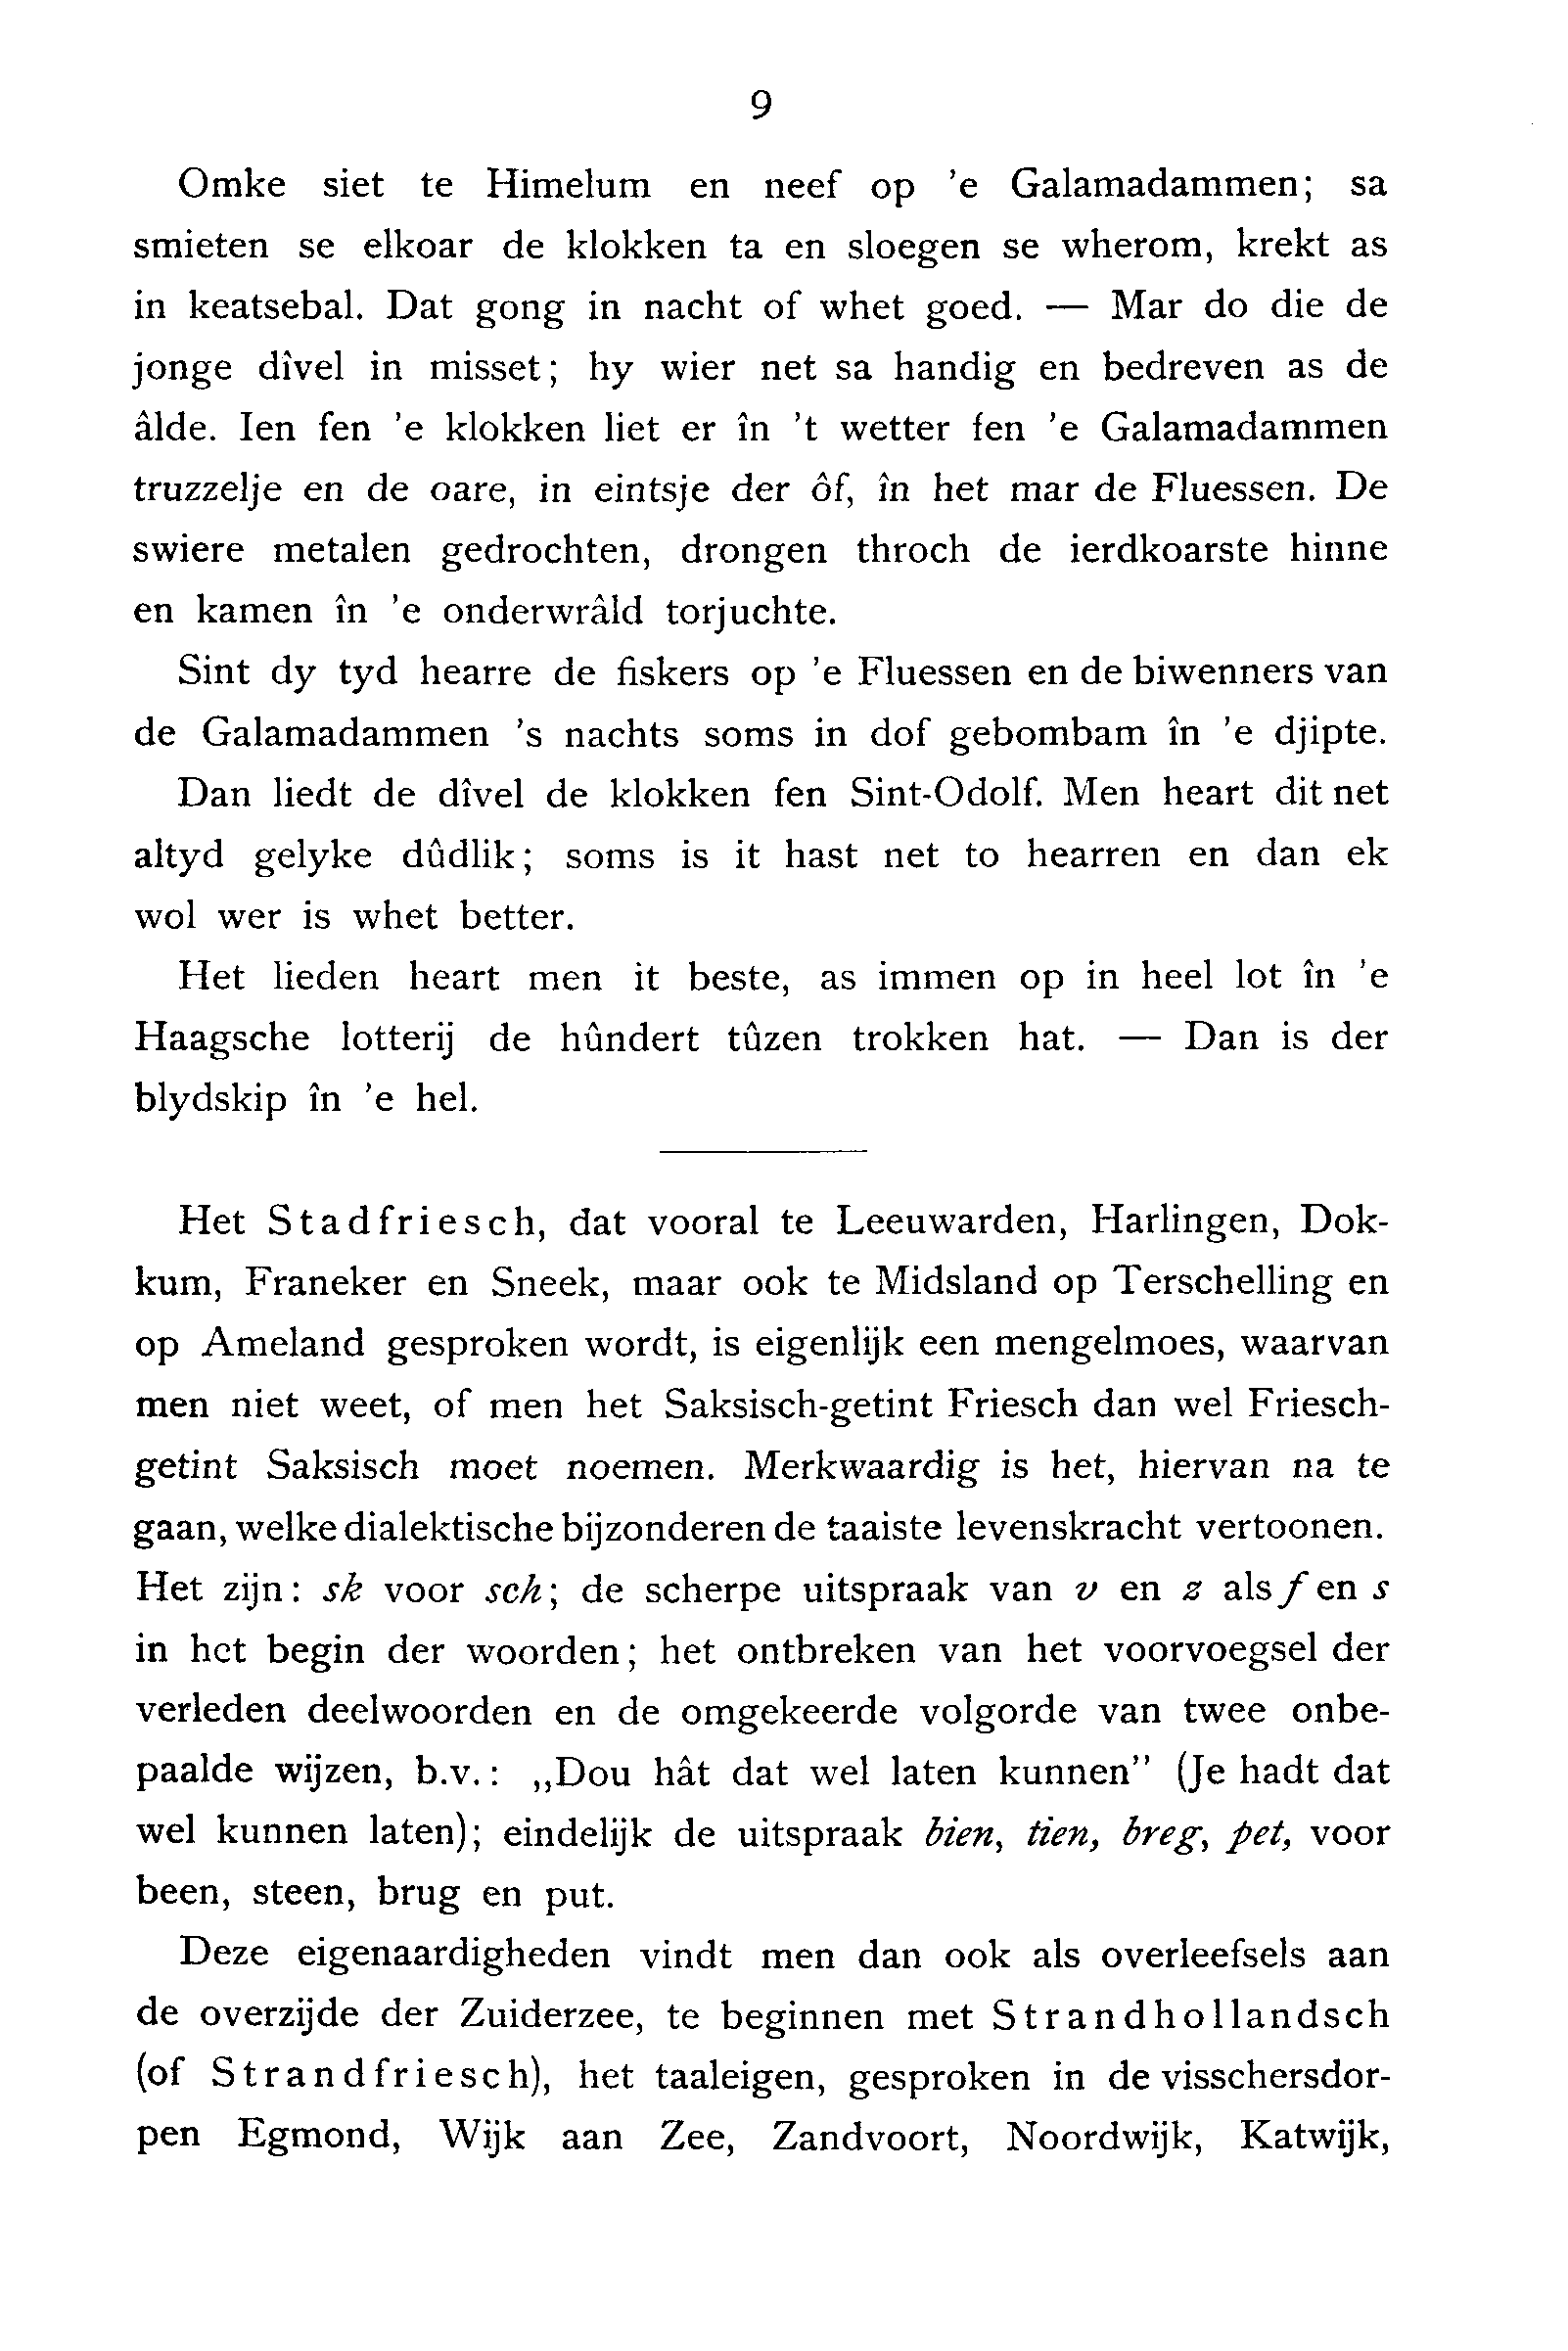 9
Omke siet te Himelum en neef op 'e Galamadammen; sa
smieten se elkoar de klokken ta en sloegen se wherom, krekt as
in keatsebal. Dat gong in nacht of whet goed. — Mar do die de
jonge dîvel in misset; hy wier net sa handig en bedreven as de
âlde. Ien fen 'e klokken liet er în 't wetter fen 'e Galamadammen
truzzelje en de oare, in eintsje der ôf, în het mar de Fluessen. De
swiere metalen gedrochten, drongen throch de ierdkoarste hinne
en kamen în 'e onderwrâld torjuchte.
Sint dy tyd hearre de fiskers op 'e Fluessen en de biwenners van
de Galamadammen 's nachts soms in dof gebombam în 'e djipte.
Dan liedt de dîvel de klokken fen Sint-Odolf. Men heart dit net
altyd gelyke dûdlik; soms is it hast net to hearren en dan ek
wol wer is whet better.
Het lieden heart men it beste, as immen op in heel lot în 'e
Haagsche lotterij de hûndert tûzen trokken hat. — Dan is der
blydskip în 'e hel.
Het Stadfriesch, dat vooral te Leeuwarden, Harlingen, Dok-
kum, Franeker en Sneek, maar ook te Midsland op Terschelling en
op Ameland gesproken wordt, is eigenlijk een mengelmoes, waarvan
men niet weet, of men het Saksisch-getint Friesch dan wel Friesch-
getint Saksisch moet noemen. Merkwaardig is het, hiervan na te
gaan, welke dialektische bijzonderen de taaiste levenskracht vertoonen.
Het zijn: sk voor sch; de scherpe uitspraak van v en z als f en s
in het begin der woorden; het ontbreken van het voorvoegsel der
verleden deelwoorden en de omgekeerde volgorde van twee onbe-
paalde wijzen, b.v.: „Dou hât dat wel laten kunnen” (Je hadt dat
wel kunnen laten); eindelijk de uitspraak bien, tien, breg, pet, voor
been, steen, brug en put.
Deze eigenaardigheden vindt men dan ook als overleefsels aan
de overzijde der Zuiderzee, te beginnen met Strandhollandsch
(of Strandfriesch), het taaleigen, gesproken in de visschersdor-
pen Egmond, Wijk aan Zee, Zandvoort, Noordwijk, Katwijk,